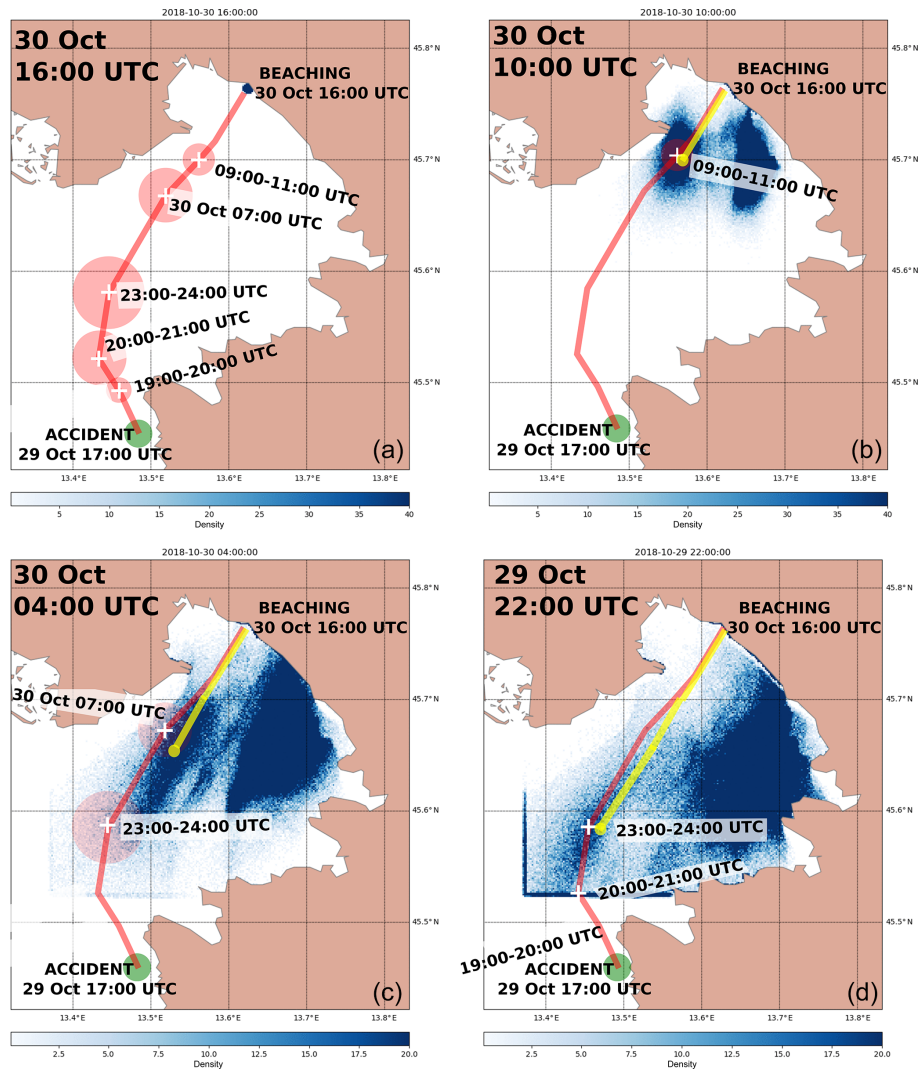 2018-10-30 16:00:00
30 Oct
16:00 UTC
BEACHING
30 Oct 16:00 UTC
09:00-11:00 UTC
30 Oct 07:00 UTC
23:00-24:00 UTC
20:00-21:00 UTC
19:00-20:00 UTC
ACCIDENT
29 Oct 17:00 UTC
(a)
45.8°N
45.7°N
45.6°N
45.5°N
13.4°E 13.5°E 13.6°E 13.7°E 13.8°E
5 10 15 20 25 30 35 40
Density
2018-10-30 10:00:00
30 Oct
10:00 UTC
BEACHING
30 Oct 16:00 UTC
09:00-11:00 UTC
ACCIDENT
29 Oct 17:00 UTC
(b)
45.8°N
45.7°N
45.6°N
45.5°N
13.4°E 13.5°E 13.6°E 13.7°E 13.8°E
5 10 15 20 25 30 35 40
Density
2018-10-30 04:00:00
30 Oct
04:00 UTC
BEACHING
30 Oct 16:00 UTC
30 Oct 07:00 UTC
23:00-24:00 UTC
ACCIDENT
29 Oct 17:00 UTC
(c)
45.8°N
45.7°N
45.6°N
45.5°N
13.4°E 13.5°E 13.6°E 13.7°E 13.8°E
2.5 5.0 7.5 10.0 12.5 15.0 17.5 20.0
Density
2018-10-29 22:00:00
29 Oct
22:00 UTC
BEACHING
30 Oct 16:00 UTC
23:00-24:00 UTC
20:00-21:00 UTC
19:00-20:00 UTC
ACCIDENT
29 Oct 17:00 UTC
(d)
45.8°N
45.7°N
45.6°N
45.5°N
13.4°E 13.5°E 13.6°E 13.7°E 13.8°E
2.5 5.0 7.5 10.0 12.5 15.0 17.5 20.0
Density